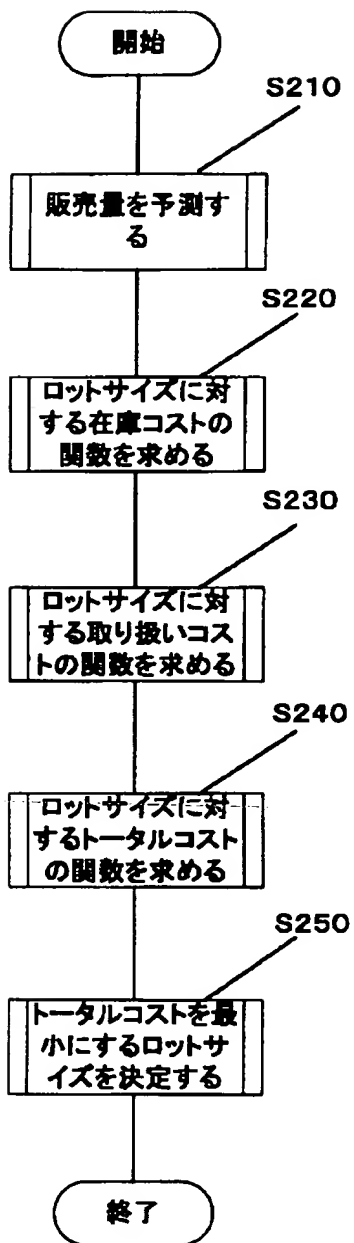 開始
S210
販売量を予測す
る
S220
ロットサイズに対
する在庫コストの
関数を求める
S230
ロットサイズに対
する取り扱いコス
トの関数を求める
S240
ロットサイズに対
するトータルコスト
の関数を求める
S250
トータルコストを最
小にするロットサ
イズを決定する
終了